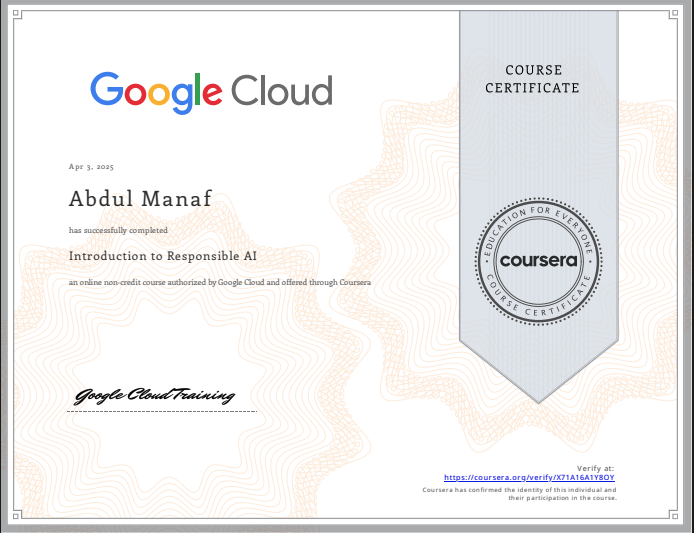 Google Cloud
COURSE
CERTIFICATE
Apr 3, 2025
Abdul Manaf
has successfully completed
Introduction to Responsible AI
an online non-credit course authorized by Google Cloud and offered through Coursera
EDUCATION FOR EVERYONE
coursera
COURSE CERTIFICATE
Google Cloud Training
Verify at:
https://coursera.org/verify/X71A16A1Y8OY
Coursera has confirmed the identity of this individual and
their participation in the course.